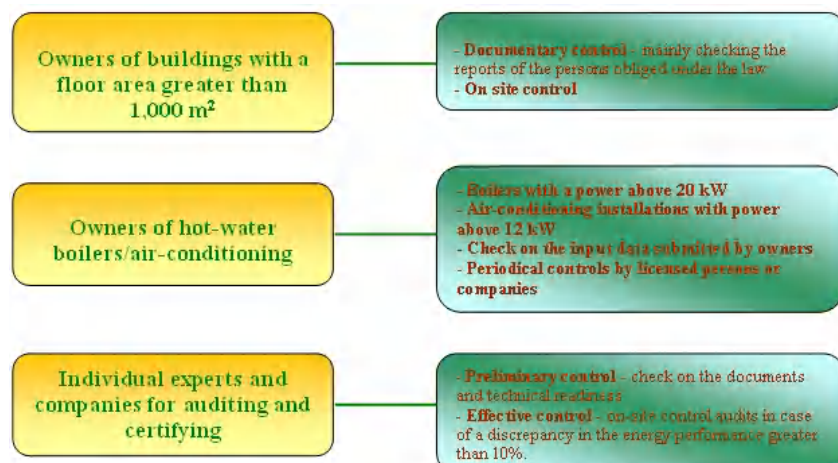 Owners of buildings with a
floor area greater than
1,000 m²
- Documentary control - mainly checking the
reports of the persons obliged under the law
- On site control
Owners of hot-water
boilers/air-conditioning
- Boilers with a power above 20 kW
- Air-conditioning installations with power
above 12 kW
- Check on the input data submitted by owners
- Periodical controls by licensed persons or
companies
Individual experts and
companies for auditing and
certifying
- Preliminary control - check on the documents
and technical readiness
- Effective control - on-site control audits in case
of a discrepancy in the energy performance greater
than 10%.